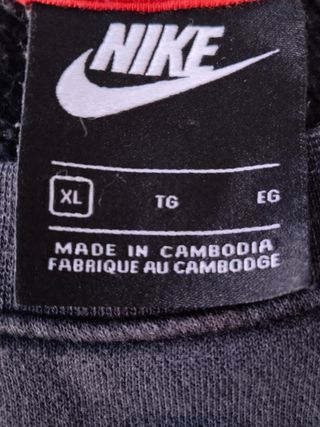 NIKE
XL TG EG
MADE IN CAMBODIA
FABRIQUE AU CAMBODGE